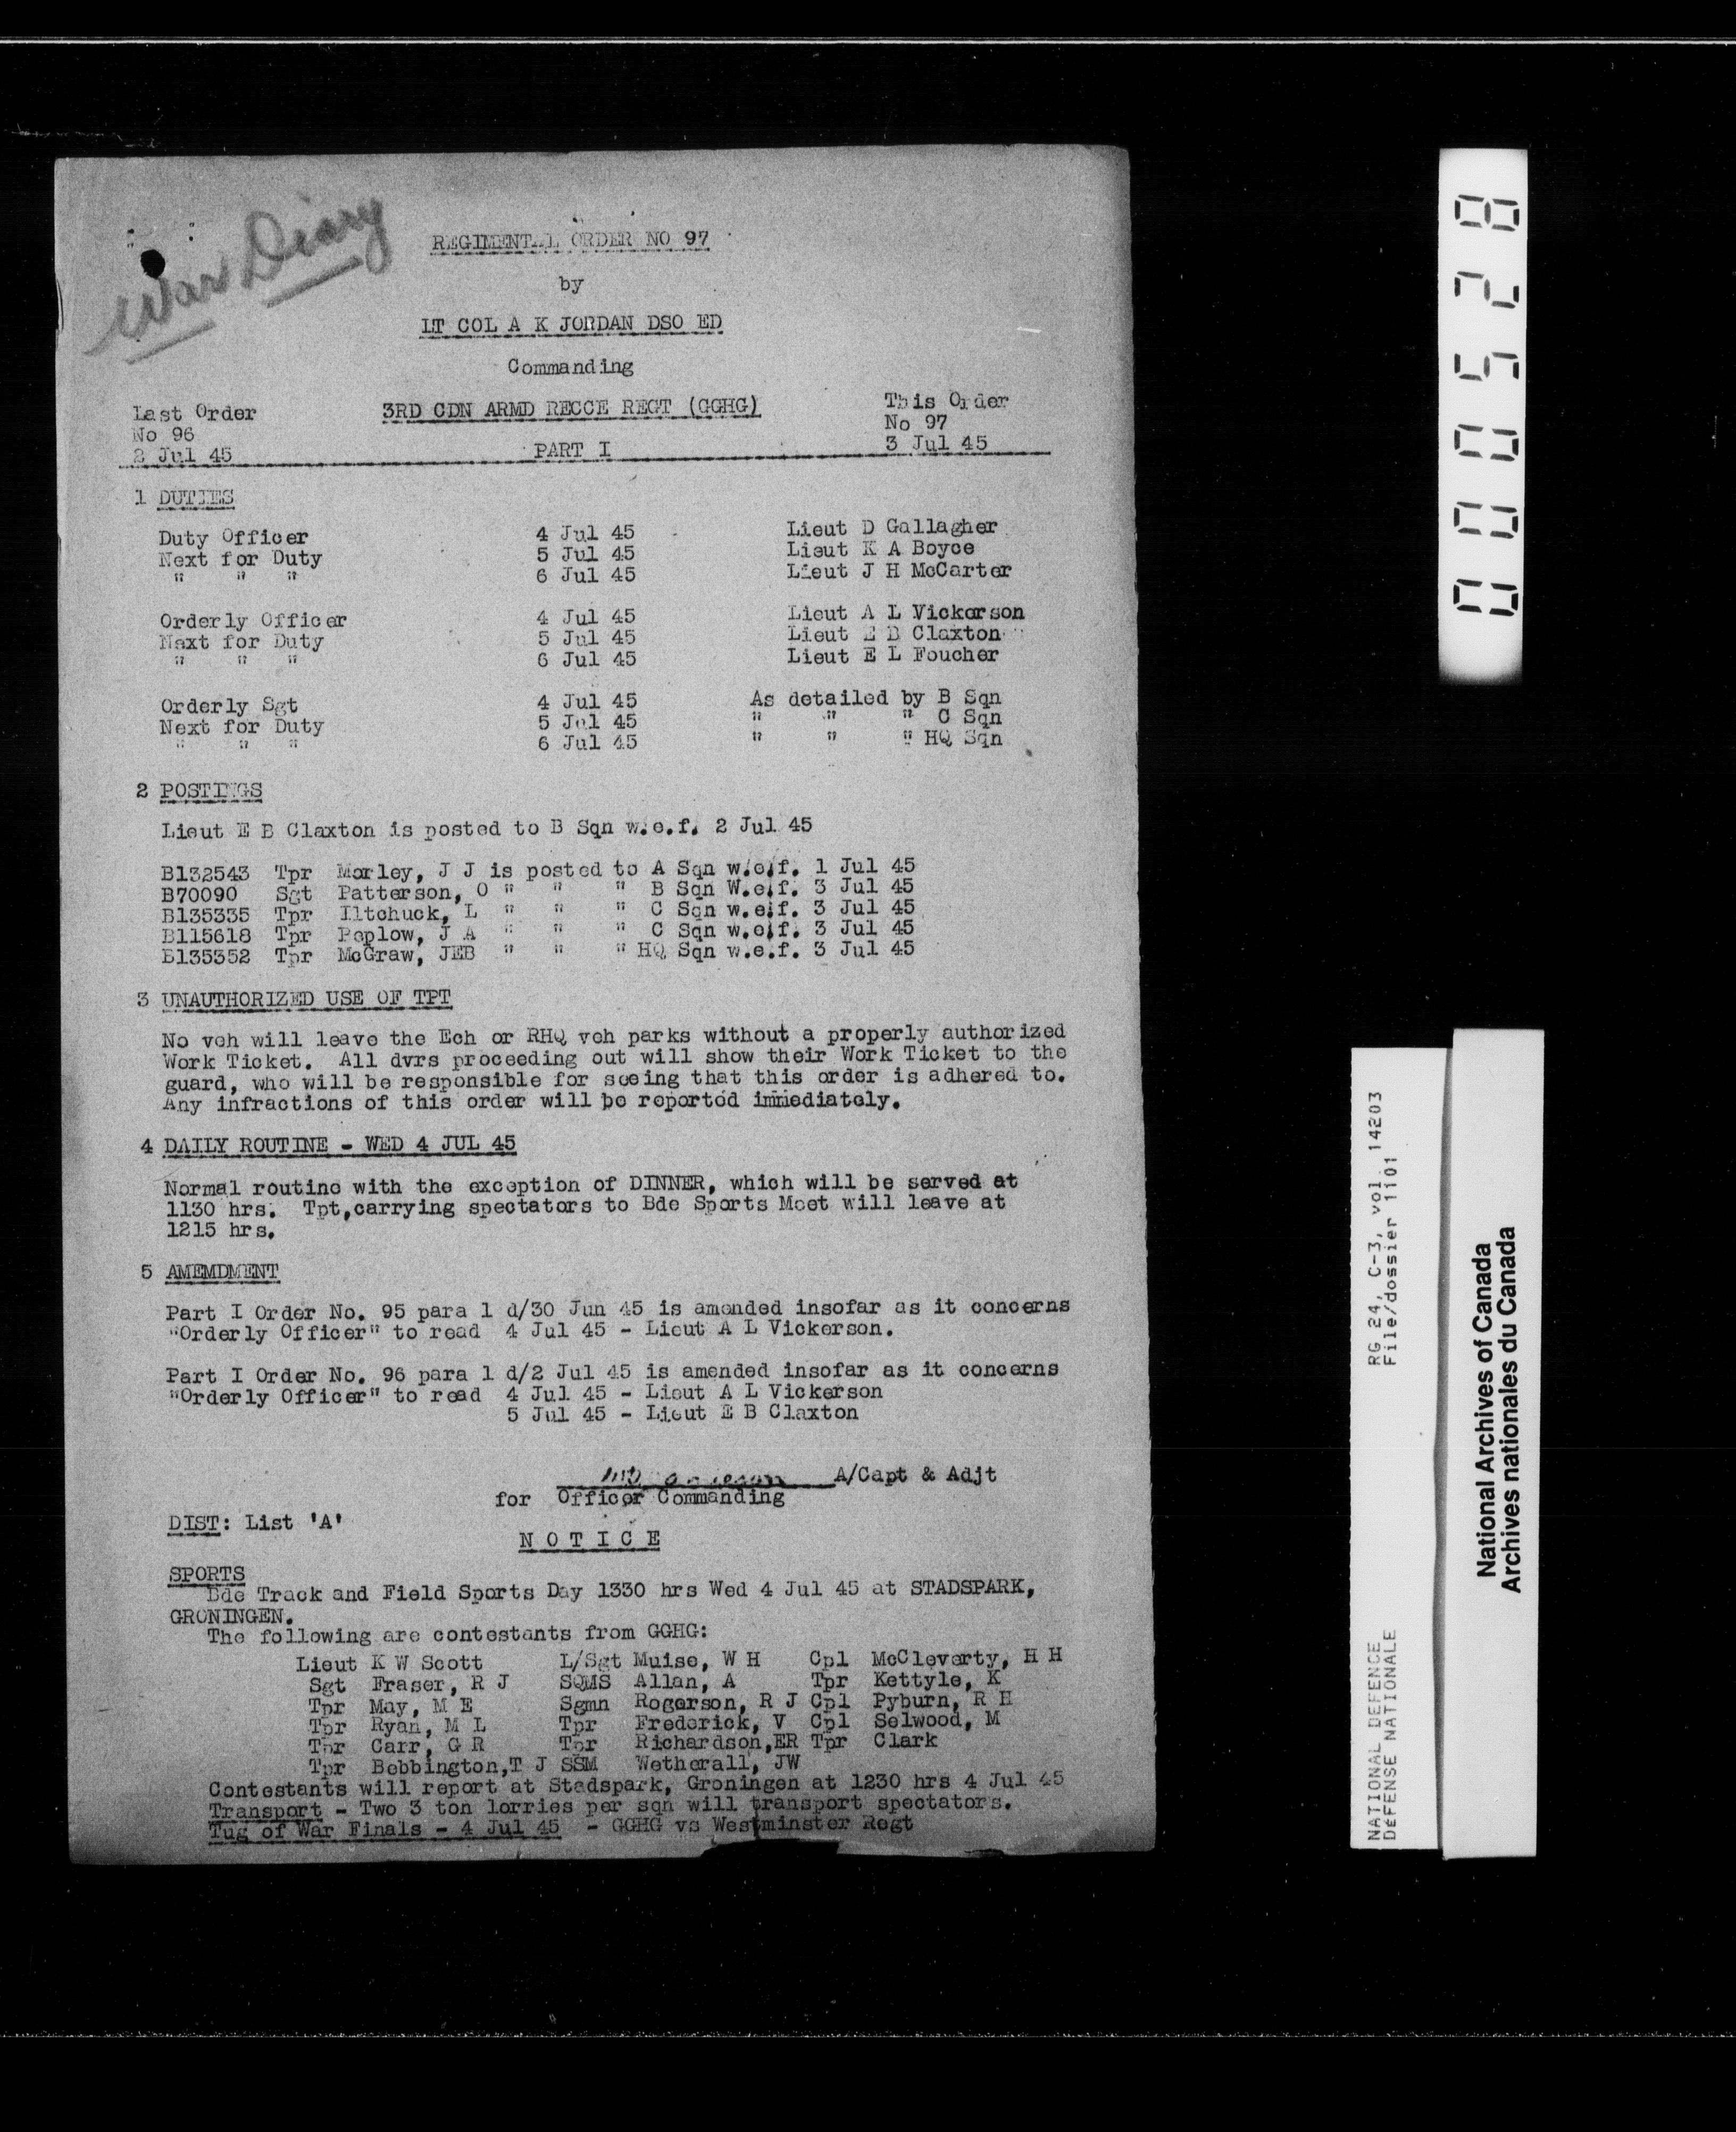 War Diary
REGIMENTAL ORDER NO 97
by
LT COL A K JORDAN DSO ED
Commanding
Last Order 3RD CDN ARMD RECCE REGT (GGHG) This Order
No 96 No 97
2 Jul 45 PART I 3 Jul 45
1 DUTIES
Duty Officer 4 Jul 45 Lieut D Gallagher
Next for Duty 5 Jul 45 Lieut K A Boyce
" " " 6 Jul 45 Lieut J H McCarter
Orderly Officer 4 Jul 45 Lieut A L Vickerson
Next for Duty 5 Jul 45 Lieut E B Claxton
" " " 6 Jul 45 Lieut E L Foucher
Orderly Sgt 4 Jul 45 As detailed by B Sqn
Next for Duty 5 Jul 45 " " " C Sqn
" " " 6 Jul 45 " " " HQ Sqn
2 POSTINGS
Lieut E B Claxton is posted to B Sqn w.e.f. 2 Jul 45
B132543 Tpr Morley, J J is posted to A Sqn w.e.f. 1 Jul 45
B70090 Sgt Patterson, O " " " B Sqn W.e.f. 3 Jul 45
B135335 Tpr Iltchuck, L " " " C Sqn w.e.f. 3 Jul 45
B115618 Tpr Peplow, J A " " " C Sqn w.e.f. 3 Jul 45
B135352 Tpr McGraw, JEB " " " HQ Sqn w.e.f. 3 Jul 45
3 UNAUTHORIZED USE OF TPT
No veh will leave the Ech or RHQ veh parks without a properly authorized
Work Ticket. All dvrs proceeding out will show their Work Ticket to the
guard, who will be responsible for seeing that this order is adhered to.
Any infractions of this order will be reported immediately.
4 DAILY ROUTINE - WED 4 JUL 45
Normal routine with the exception of DINNER, which will be served at
1130 hrs. Tpt,carrying spectators to Bde Sports Meet will leave at
1215 hrs.
5 AMEMDMENT
Part I Order No. 95 para 1 d/30 Jun 45 is amended insofar as it concerns
"Orderly Officer" to read 4 Jul 45 - Lieut A L Vickerson.
Part I Order No. 96 para 1 d/2 Jul 45 is amended insofar as it concerns
"Orderly Officer" to read 4 Jul 45 - Lieut A L Vickerson
5 Jul 45 - Lieut E B Claxton
A/Capt & Adjt
for Officer Commanding
DIST: List 'A'
NOTICE
SPORTS
Bde Track and Field Sports Day 1330 hrs Wed 4 Jul 45 at STADSPARK,
GRONINGEN.
The following are contestants from GGHG:
Lieut K W Scott L/Sgt Muise, W H Cpl McCleverty, H H
Sgt Fraser, R J SQMS Allan, A Tpr Kettyle, K
Tpr May, M E Sgmn Rogerson, R J Cpl Pyburn, R H
Tpr Ryan, M L Tpr Frederick, V Cpl Selwood, M
Tpr Carr, G R Tpr Richardson,ER Tpr Clark
Tpr Bebbington,T J SSM Wetherall, JW
Contestants will report at Stadspark, Groningen at 1230 hrs 4 Jul 45
Transport - Two 3 ton lorries per sqn will transport spectators.
Tug of War Finals - 4 Jul 45 - GGHG vs Westminster Regt
000528
NATIONAL DEFENCE RG 24, C-3, vol. 14203
DÉFENSE NATIONALE File/dossier 1101
National Archives of Canada
Archives nationales du Canada